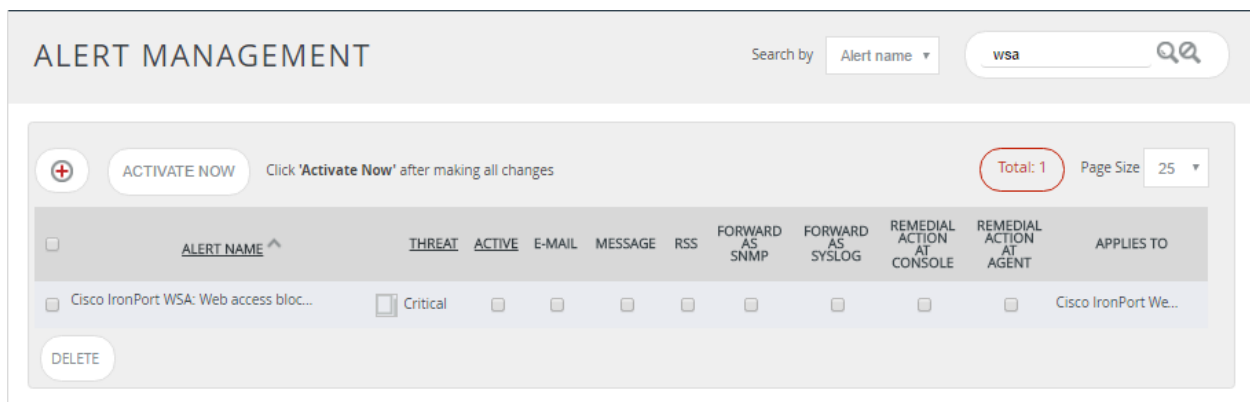 ALERT MANAGEMENT
Search by Alert name wsa
ACTIVATE NOW Click 'Activate Now' after making all changes Total: 1 Page Size 25
ALERT NAME THREAT ACTIVE E-MAIL MESSAGE RSS FORWARD AS SNMP FORWARD AS SYSLOG REMEDIAL ACTION AT CONSOLE REMEDIAL ACTION AT AGENT APPLIES TO
Cisco IronPort WSA: Web access bloc... Critical Cisco IronPort We...
DELETE